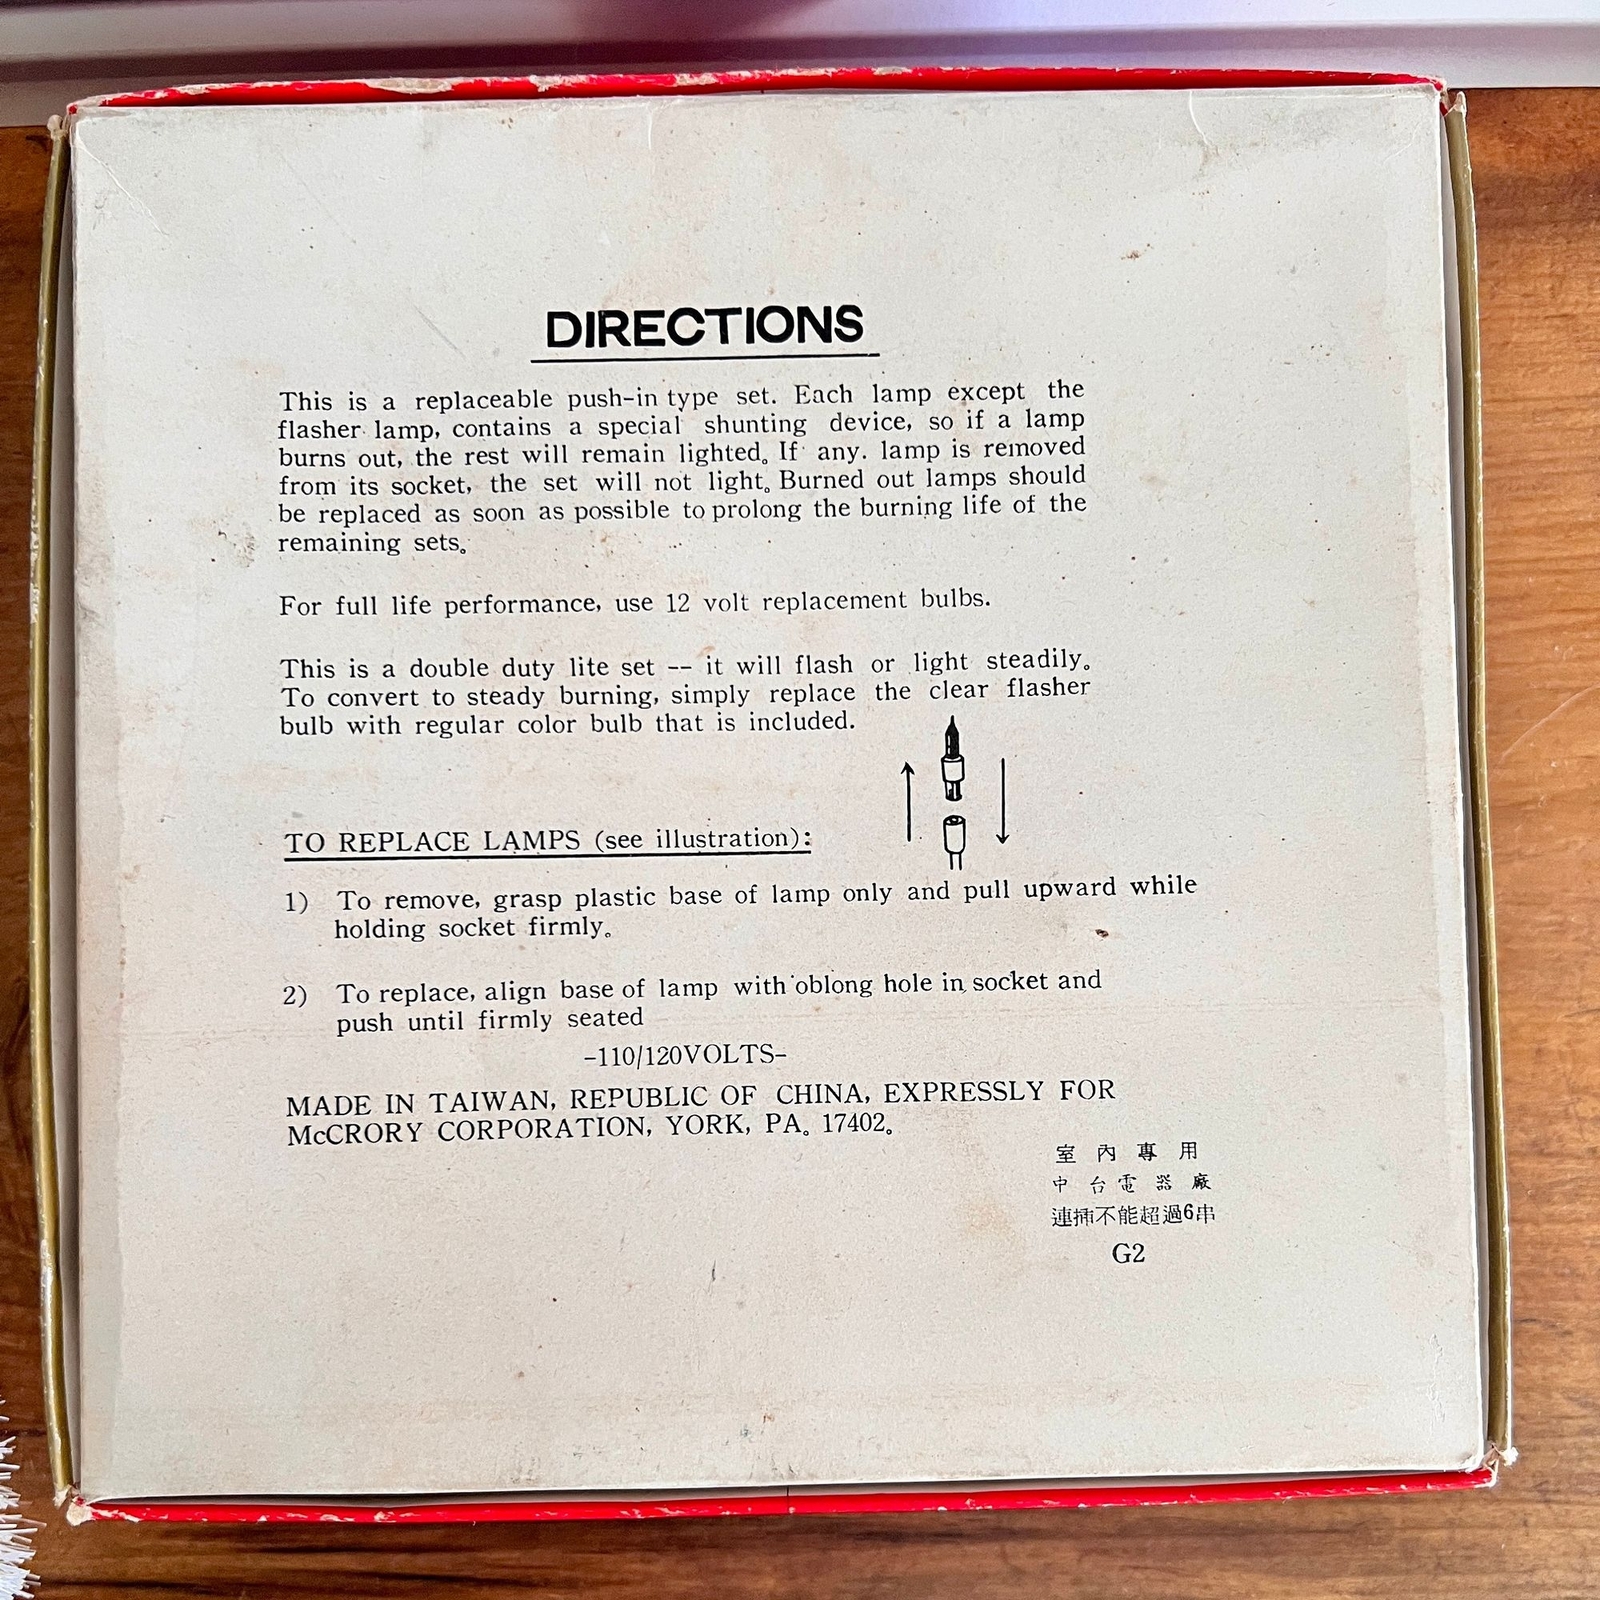 DIRECTIONS
This is a replaceable push-in type set. Each lamp except the
flasher lamp, contains a special shunting device, so if a lamp
burns out, the rest will remain lighted。If any. lamp is removed
from its socket, the set will not light。Burned out lamps should
be replaced as soon as possible to prolong the burning life of the
remaining sets。
For full life performance, use 12 volt replacement bulbs.
This is a double duty lite set -- it will flash or light steadily。
To convert to steady burning, simply replace the clear flasher
bulb with regular color bulb that is included.
TO REPLACE LAMPS (see illustration):
1) To remove, grasp plastic base of lamp only and pull upward while
holding socket firmly。
2) To replace, align base of lamp with oblong hole in socket and
push until firmly seated
-110/120VOLTS-
MADE IN TAIWAN, REPUBLIC OF CHINA, EXPRESSLY FOR
McCRORY CORPORATION, YORK, PA。17402。
室內專用
中台電器廠
連插不能超過6串
G2